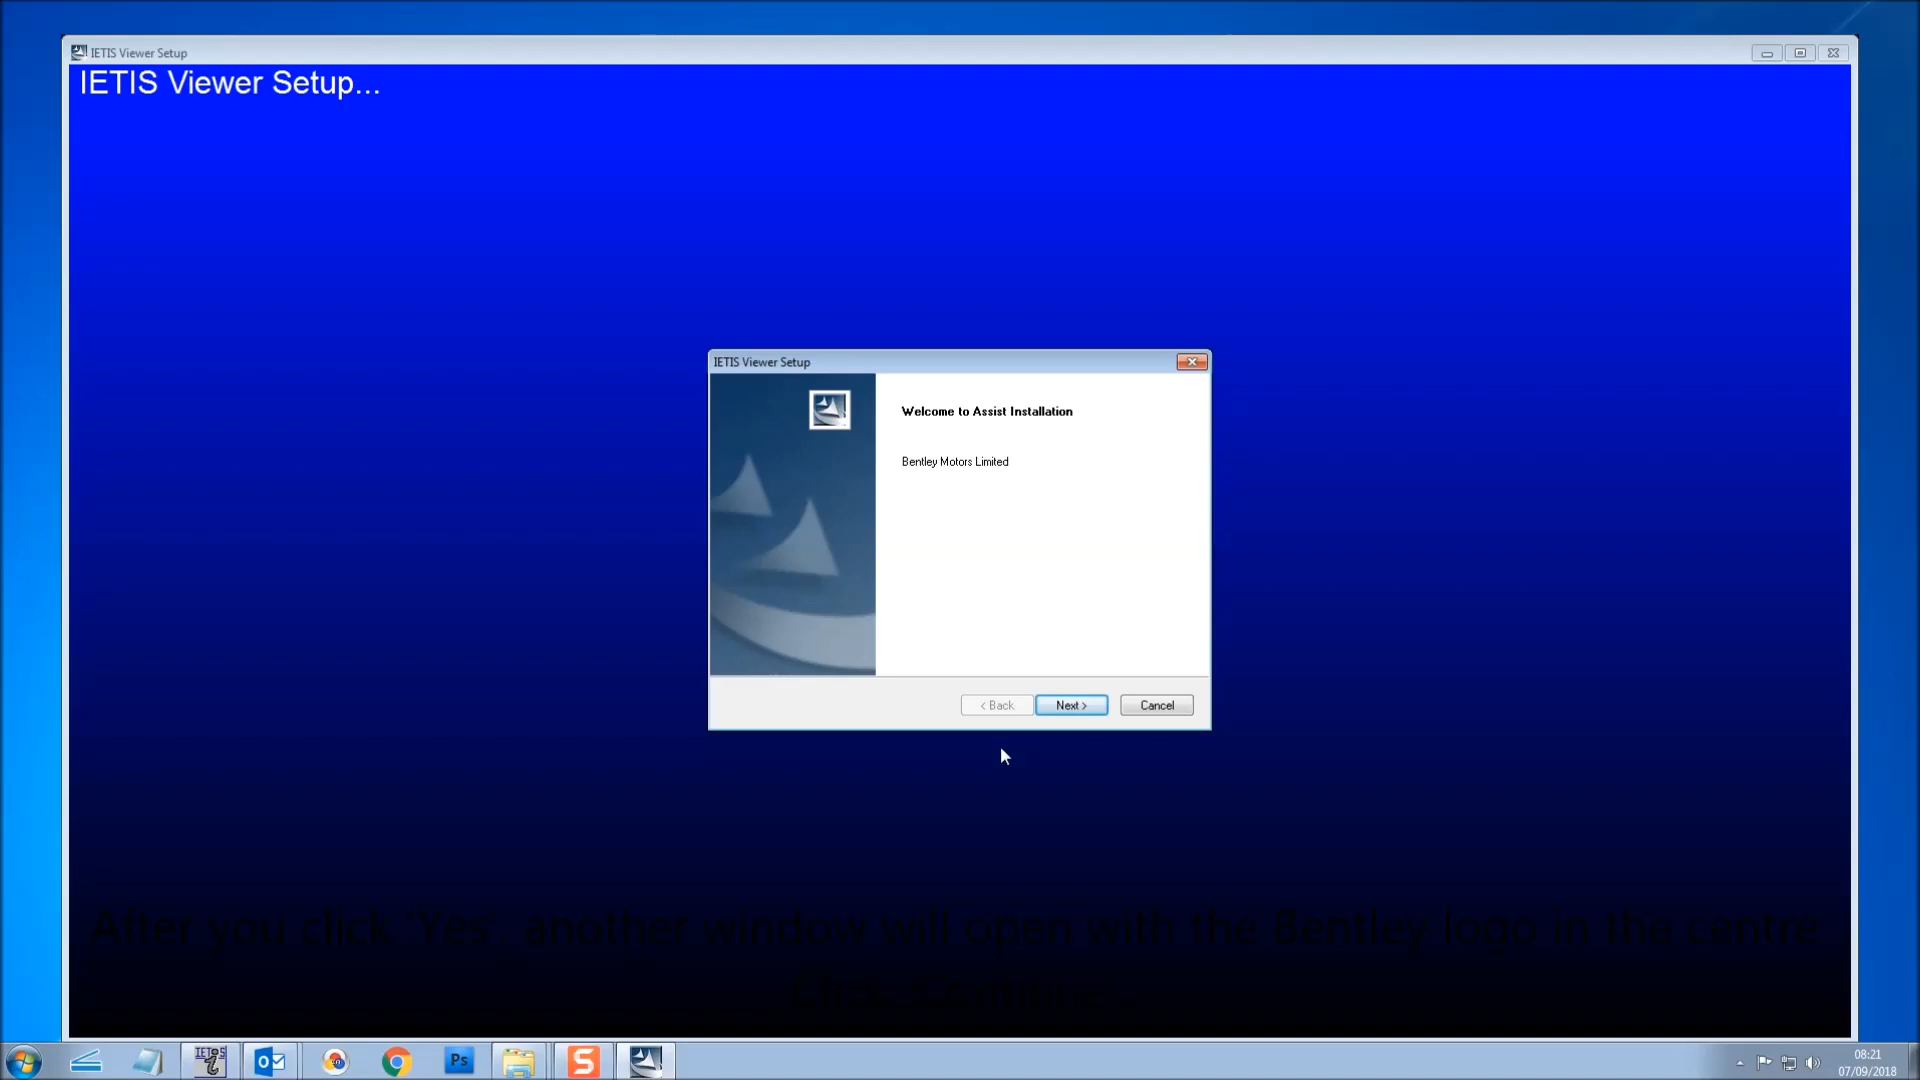 IETIS Viewer Setup
IETIS Viewer Setup...
IETIS Viewer Setup
Welcome to Assist Installation
Bentley Motors Limited
< Back
Next >
Cancel
After you click 'Yes', another window will open with the Bentley logo in the centre
IETIS
Ps
08:21
07/09/2018